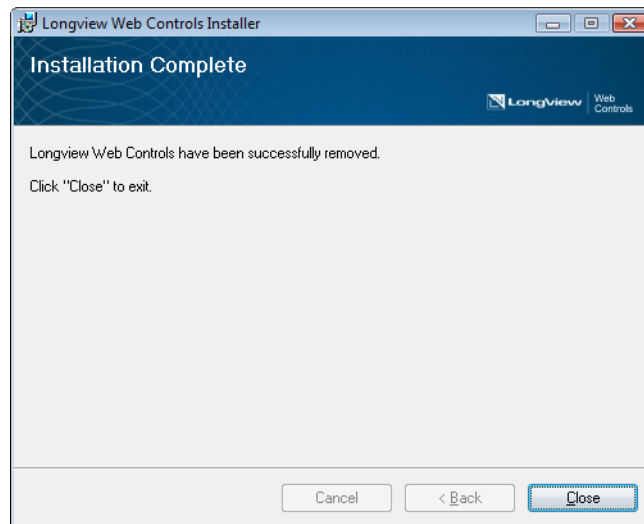 Longview Web Controls Installer
Installation Complete
LongView Web
Controls
Longview Web Controls have been successfully removed.
Click "Close" to exit.
Cancel < Back Close